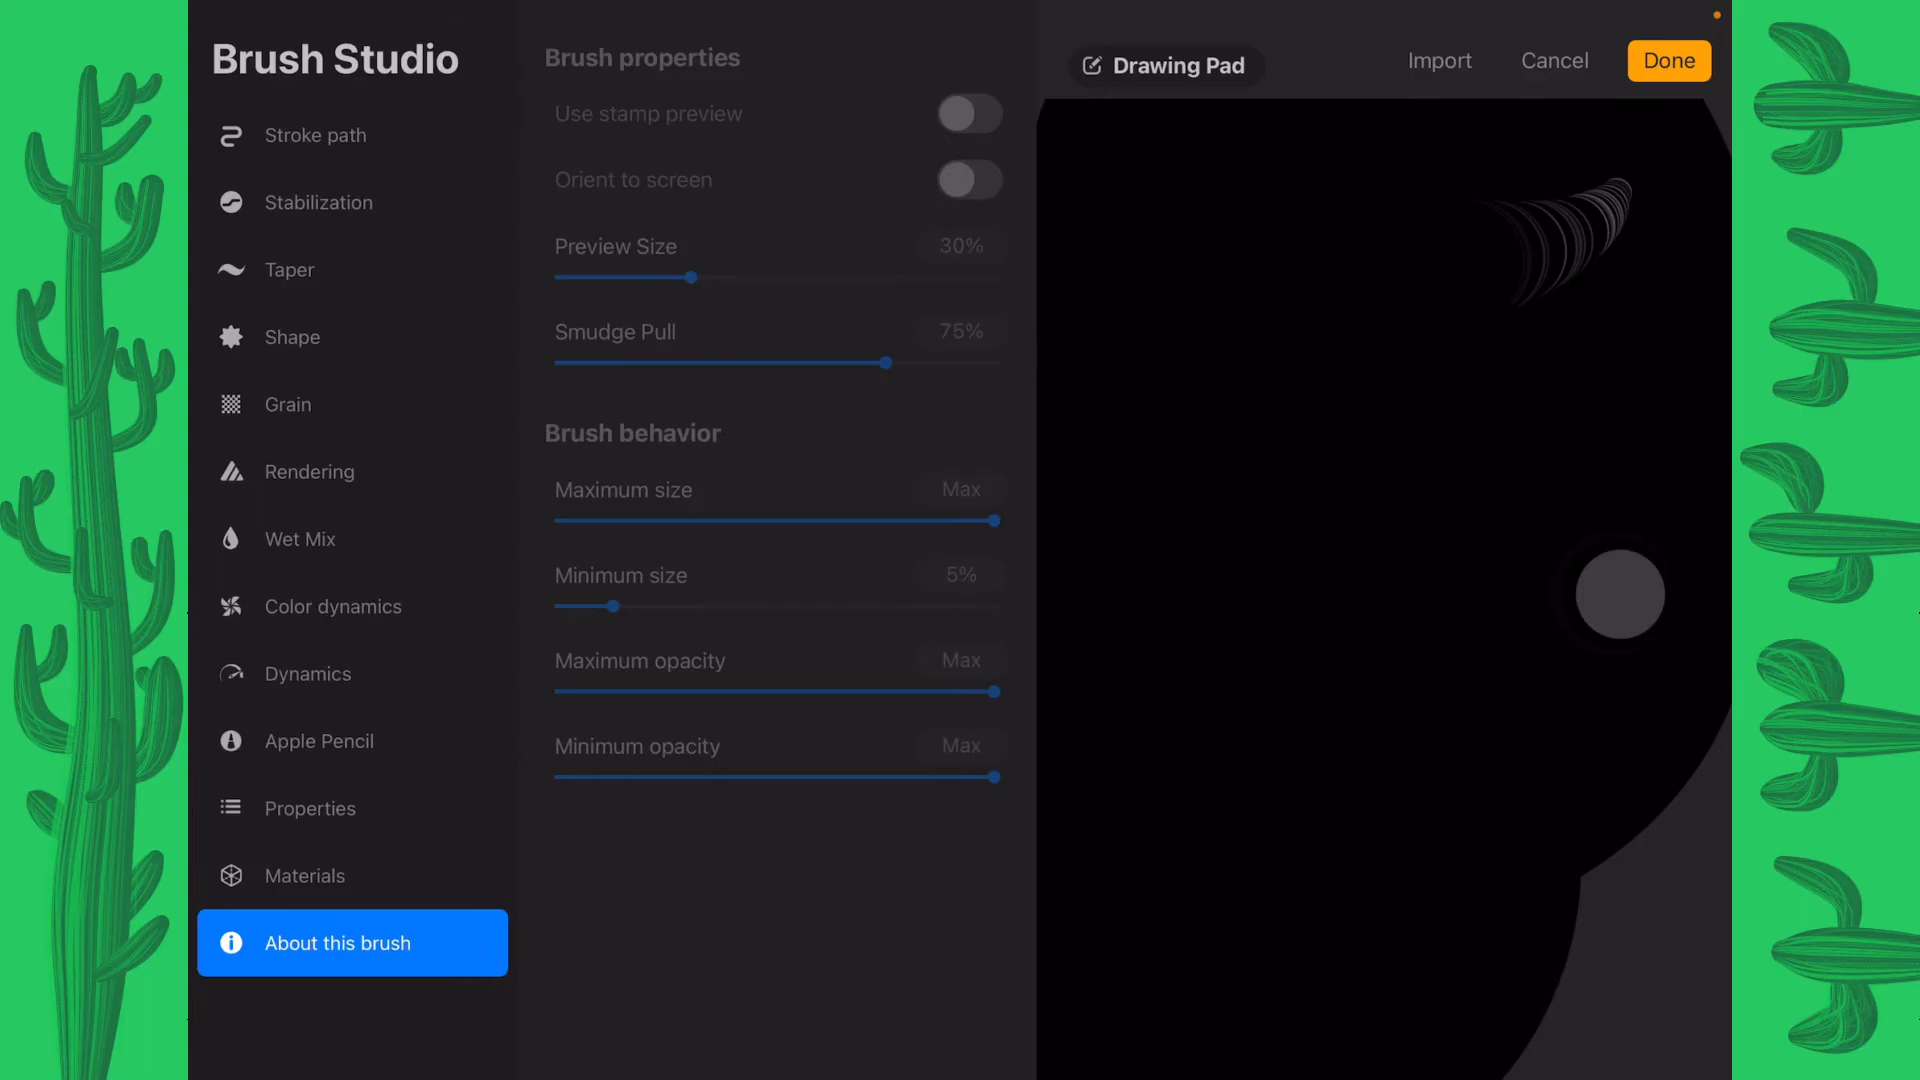 Brush Studio
Stroke path
Stabilization
Taper
Shape
Grain
Rendering
Wet Mix
Color dynamics
Dynamics
Apple Pencil
Properties
Materials
About this brush
Brush properties
Use stamp preview
Orient to screen
Preview Size 30%
Smudge Pull 75%
Brush behavior
Maximum size Max
Minimum size 5%
Maximum opacity Max
Minimum opacity Max
Drawing Pad
Import Cancel Done